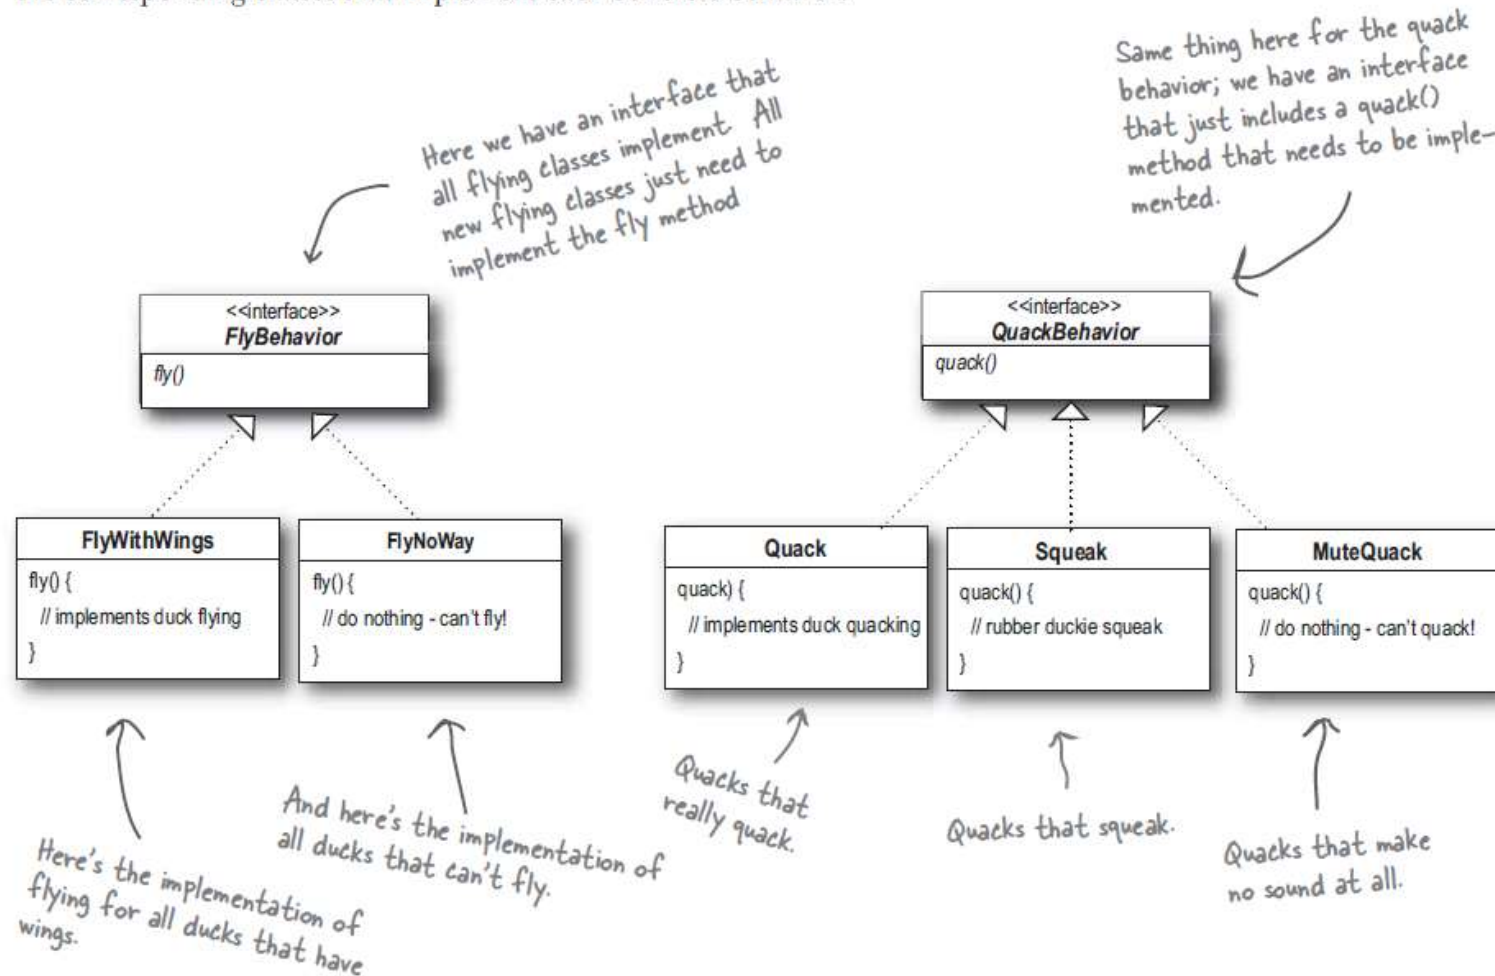 Here we have an interface that
all flying classes implement. All
new flying classes just need to
implement the fly method
Same thing here for the quack
behavior; we have an interface
that just includes a quack()
method that needs to be imple-
mented.
<<interface>>
FlyBehavior
fly()
<<interface>>
QuackBehavior
quack()
FlyWithWings
fly() {
// implements duck flying
}
FlyNoWay
fly() {
// do nothing - can't fly!
}
Quack
quack) {
// implements duck quacking
}
Squeak
quack() {
// rubber duckie squeak
}
MuteQuack
quack() {
// do nothing - can't quack!
}
Here's the implementation of
flying for all ducks that have
wings.
And here's the implementation of
all ducks that can't fly.
Quacks that
really quack.
Quacks that squeak.
Quacks that make
no sound at all.